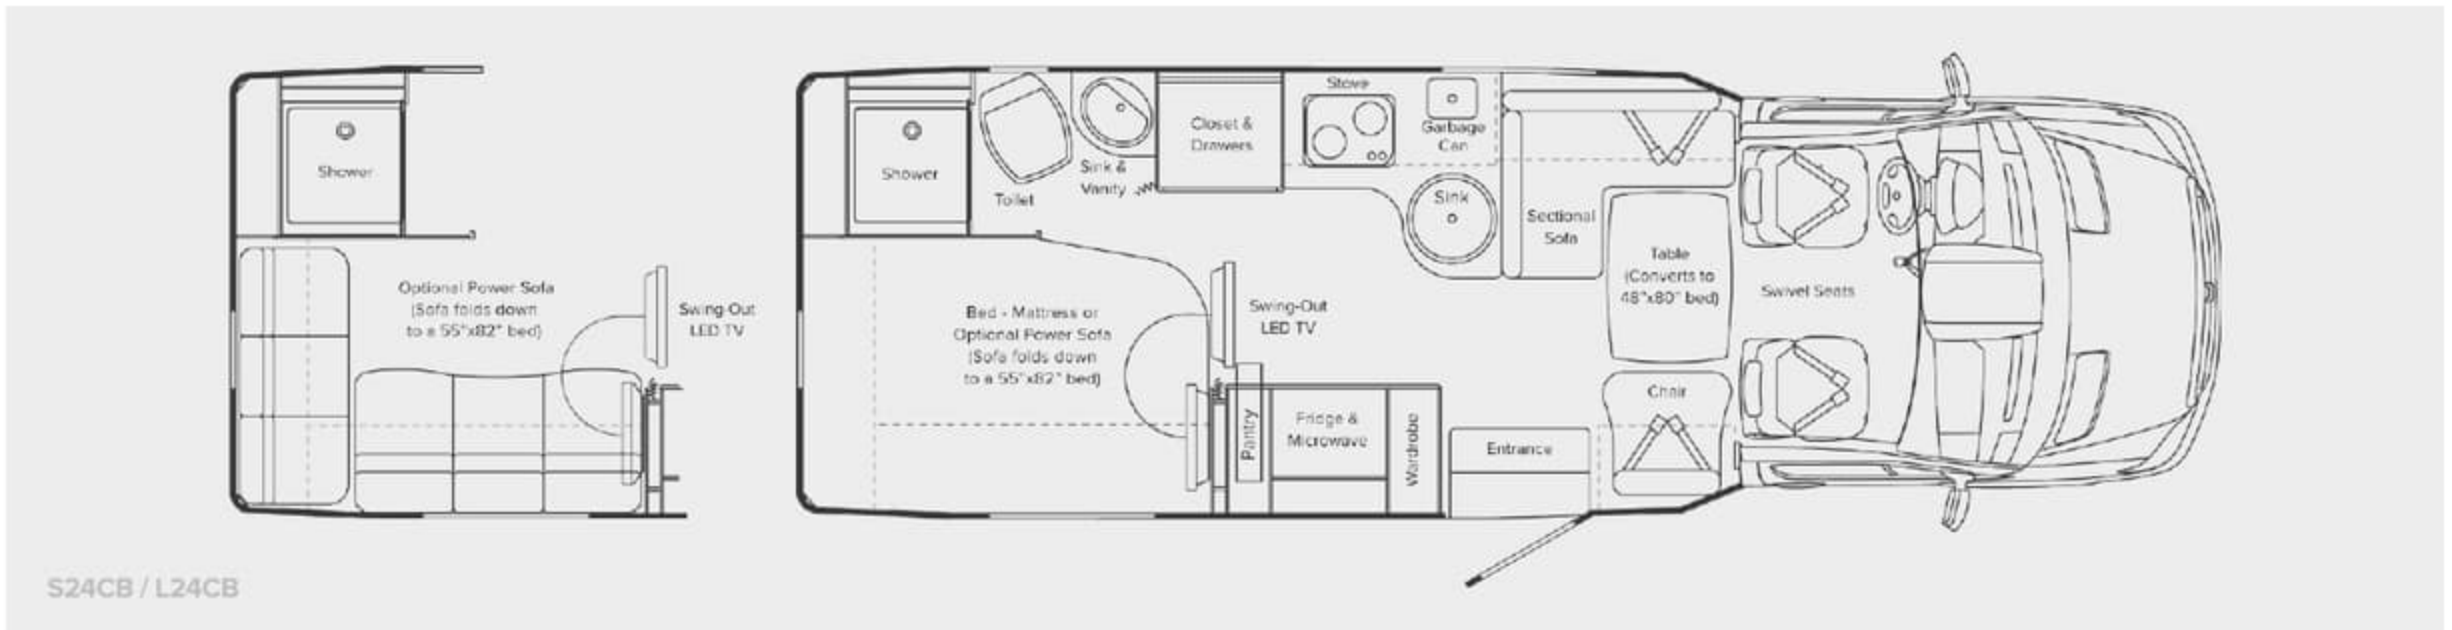 Shower
Optional Power Sofa
(Sofa folds down
to a 55"x82" bed)
Swing-Out
LED TV
Shower
Toilet
Sink &
Vanity
Closet &
Drawers
Stove
Garbage
Can
Sink
Sectional
Sofa
Table
(Converts to
48"x80" bed)
Swivel Seats
Bed - Mattress or
Optional Power Sofa
(Sofa folds down
to a 55"x82" bed)
Swing-Out
LED TV
Pantry
Fridge &
Microwave
Wardrobe
Entrance
Chair
S24CB / L24CB